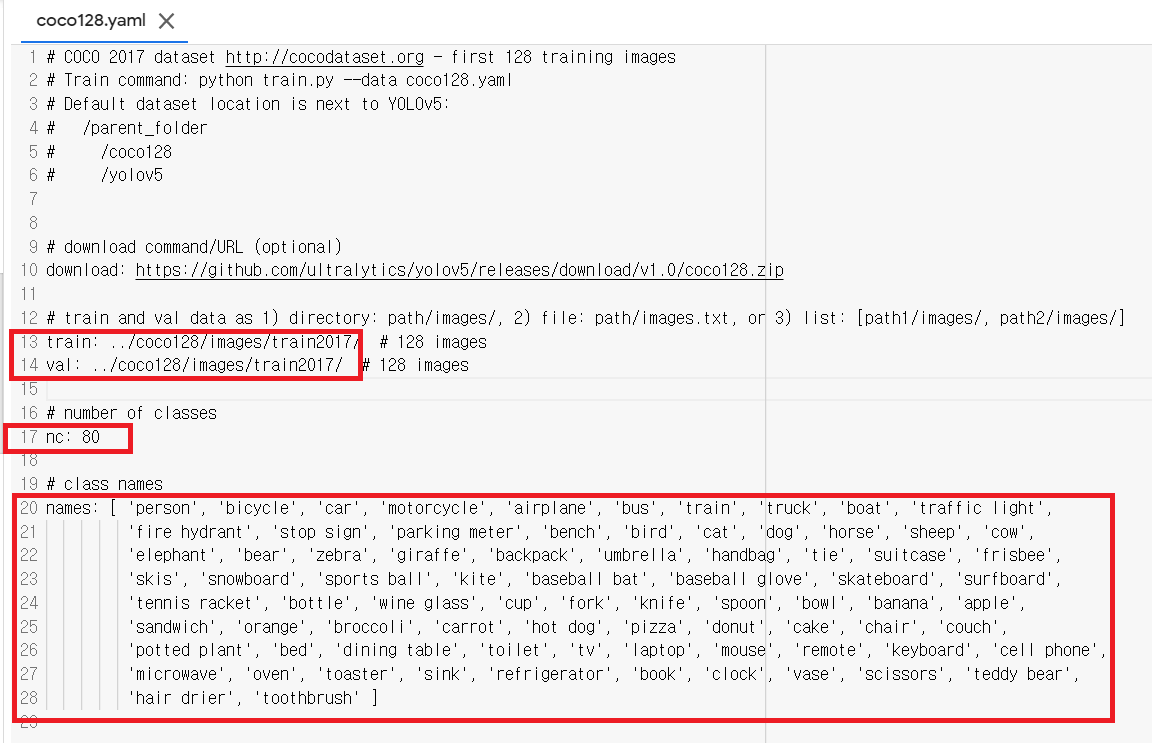 coco128.yaml
1 # COCO 2017 dataset http://cocodataset.org - first 128 training images
2 # Train command: python train.py --data coco128.yaml
3 # Default dataset location is next to YOLOv5:
4 #   /parent_folder
5 #     /coco128
6 #     /yolov5
7
8
9 # download command/URL (optional)
10 download: https://github.com/ultralytics/yolov5/releases/download/v1.0/coco128.zip
11
12 # train and val data as 1) directory: path/images/, 2) file: path/images.txt, or 3) list: [path1/images/, path2/images/]
13 train: ../coco128/images/train2017/  # 128 images
14 val: ../coco128/images/train2017/  # 128 images
15
16 # number of classes
17 nc: 80
18
19 # class names
20 names: [ 'person', 'bicycle', 'car', 'motorcycle', 'airplane', 'bus', 'train', 'truck', 'boat', 'traffic light',
21 'fire hydrant', 'stop sign', 'parking meter', 'bench', 'bird', 'cat', 'dog', 'horse', 'sheep', 'cow',
22 'elephant', 'bear', 'zebra', 'giraffe', 'backpack', 'umbrella', 'handbag', 'tie', 'suitcase', 'frisbee',
23 'skis', 'snowboard', 'sports ball', 'kite', 'baseball bat', 'baseball glove', 'skateboard', 'surfboard',
24 'tennis racket', 'bottle', 'wine glass', 'cup', 'fork', 'knife', 'spoon', 'bowl', 'banana', 'apple',
25 'sandwich', 'orange', 'broccoli', 'carrot', 'hot dog', 'pizza', 'donut', 'cake', 'chair', 'couch',
26 'potted plant', 'bed', 'dining table', 'toilet', 'tv', 'laptop', 'mouse', 'remote', 'keyboard', 'cell phone',
27 'microwave', 'oven', 'toaster', 'sink', 'refrigerator', 'book', 'clock', 'vase', 'scissors', 'teddy bear',
28 'hair drier', 'toothbrush' ]
29